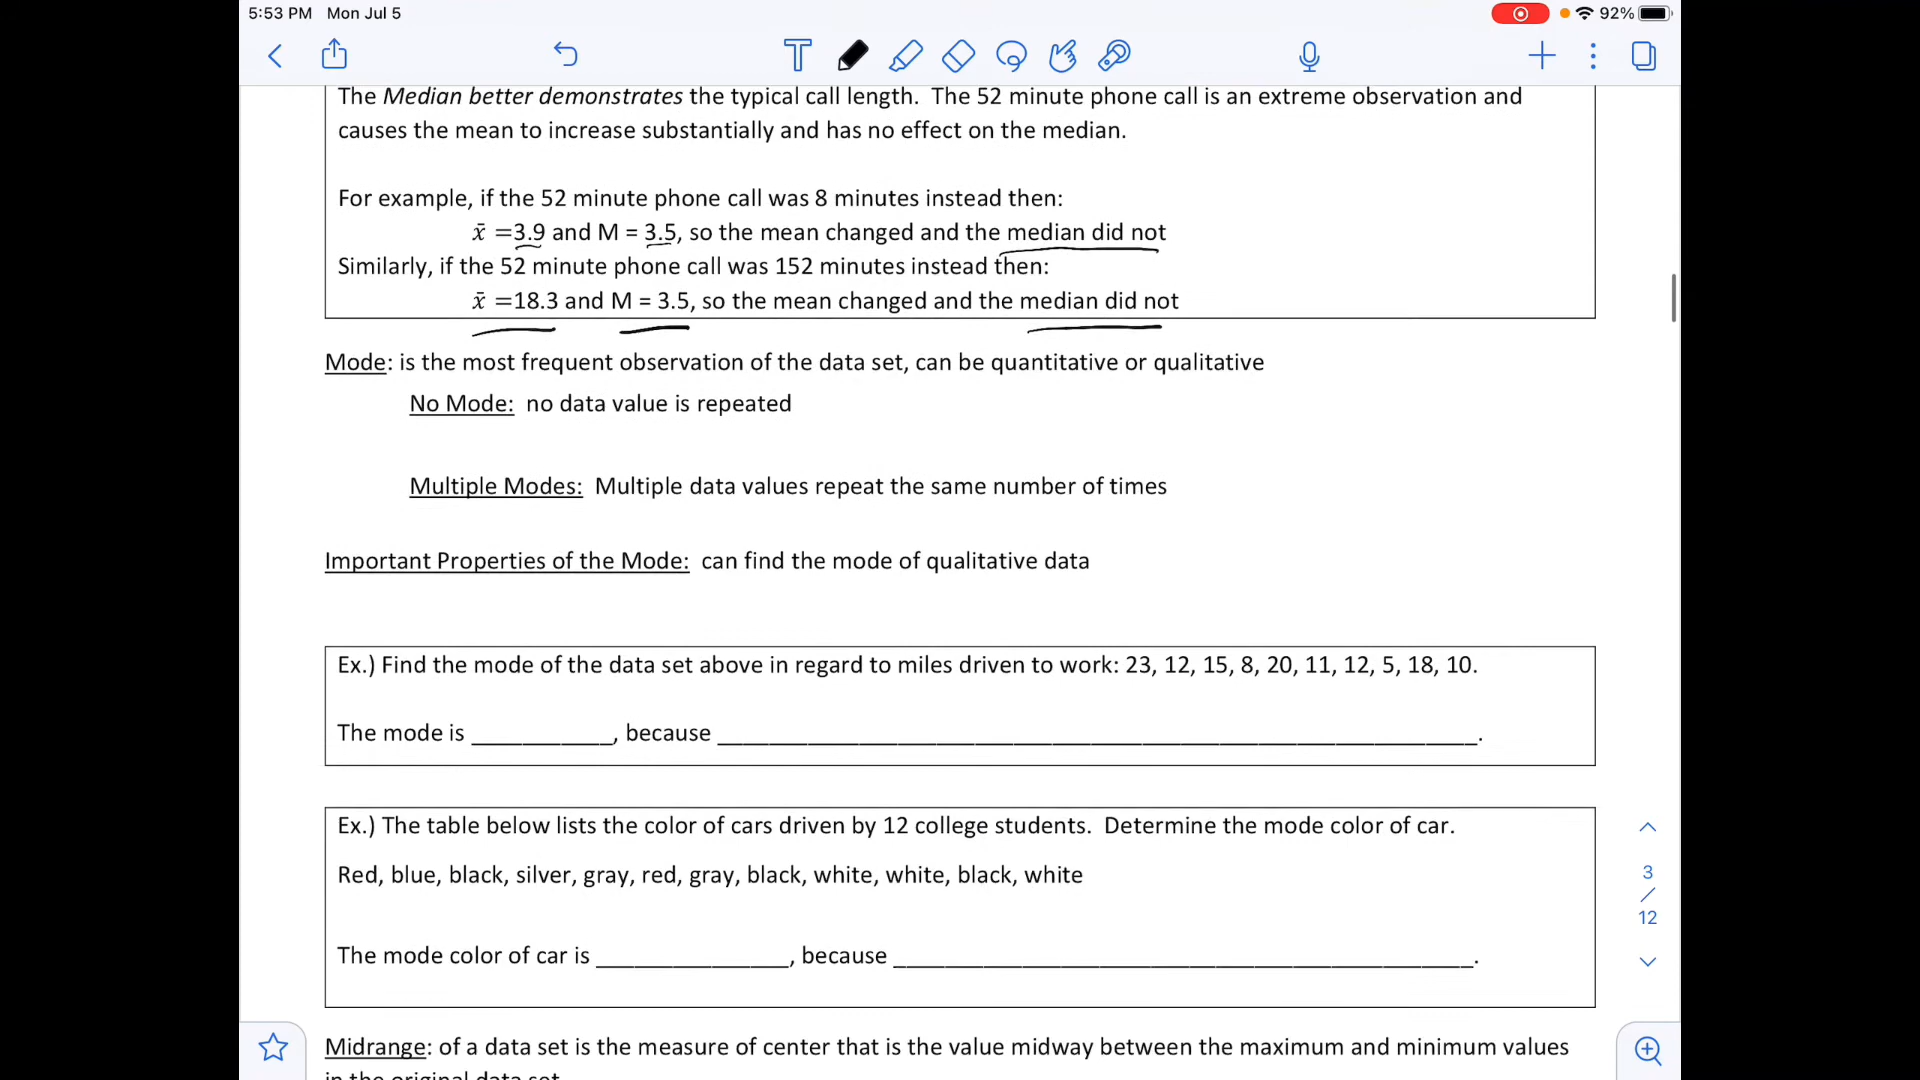 5:53 PM Mon Jul 5
92%
The Median better demonstrates the typical call length. The 52 minute phone call is an extreme observation and
causes the mean to increase substantially and has no effect on the median.
For example, if the 52 minute phone call was 8 minutes instead then:
x̄ =3.9 and M = 3.5, so the mean changed and the median did not
Similarly, if the 52 minute phone call was 152 minutes instead then:
x̄ =18.3 and M = 3.5, so the mean changed and the median did not
Mode: is the most frequent observation of the data set, can be quantitative or qualitative
No Mode: no data value is repeated
Multiple Modes: Multiple data values repeat the same number of times
Important Properties of the Mode: can find the mode of qualitative data
Ex.) Find the mode of the data set above in regard to miles driven to work: 23, 12, 15, 8, 20, 11, 12, 5, 18, 10.
The mode is ___________, because ____________________________________________________________.
Ex.) The table below lists the color of cars driven by 12 college students. Determine the mode color of car.
Red, blue, black, silver, gray, red, gray, black, white, white, black, white
The mode color of car is _______________, because ______________________________________________.
3
/
12
Midrange: of a data set is the measure of center that is the value midway between the maximum and minimum values
in the original data set